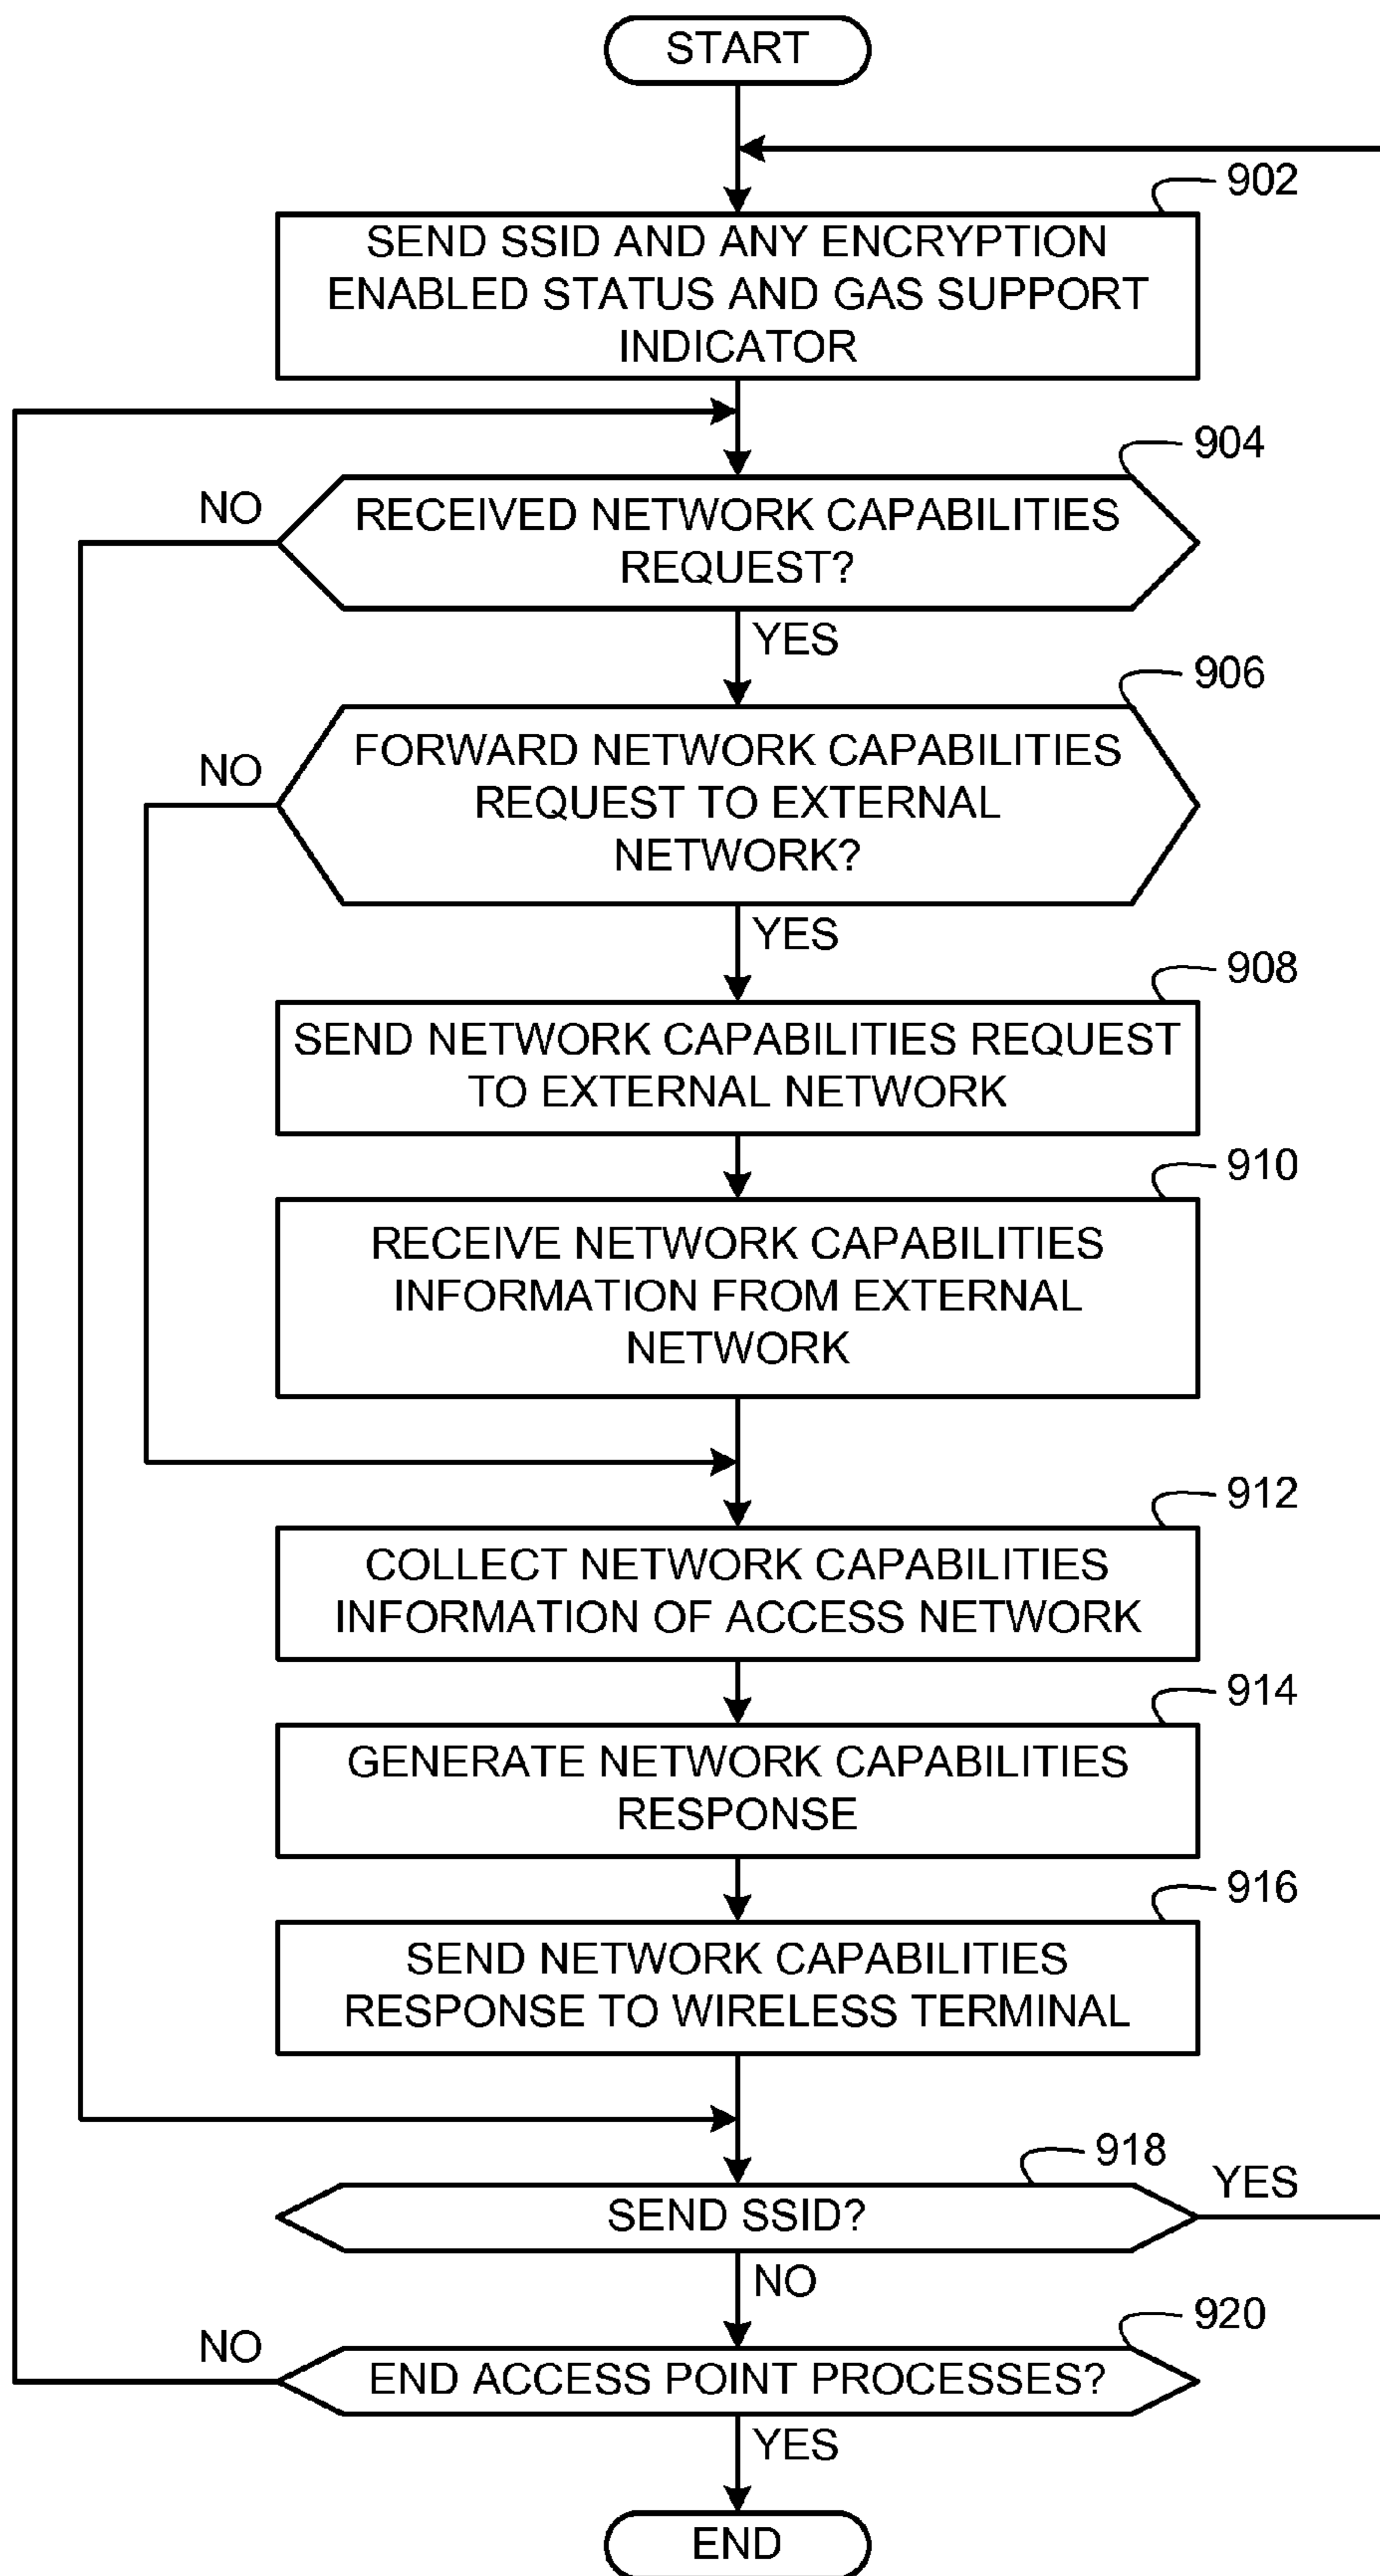 START
902
SEND SSID AND ANY ENCRYPTION
ENABLED STATUS AND GAS SUPPORT
INDICATOR
904
NO
RECEIVED NETWORK CAPABILITIES
REQUEST?
YES
906
NO
FORWARD NETWORK CAPABILITIES
REQUEST TO EXTERNAL
NETWORK?
YES
908
SEND NETWORK CAPABILITIES REQUEST
TO EXTERNAL NETWORK
910
RECEIVE NETWORK CAPABILITIES
INFORMATION FROM EXTERNAL
NETWORK
912
COLLECT NETWORK CAPABILITIES
INFORMATION OF ACCESS NETWORK
914
GENERATE NETWORK CAPABILITIES
RESPONSE
916
SEND NETWORK CAPABILITIES
RESPONSE TO WIRELESS TERMINAL
918
YES
SEND SSID?
NO
920
NO
END ACCESS POINT PROCESSES?
YES
END